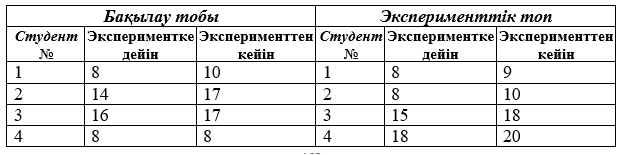 Бақылау тобы Эксперименттік топ
Студент № Экспериментке дейін Эксперименттен кейін Студент № Экспериментке дейін Эксперименттен кейін
1 8 10 1 8 9
2 14 17 2 8 10
3 16 17 3 15 18
4 8 8 4 18 20